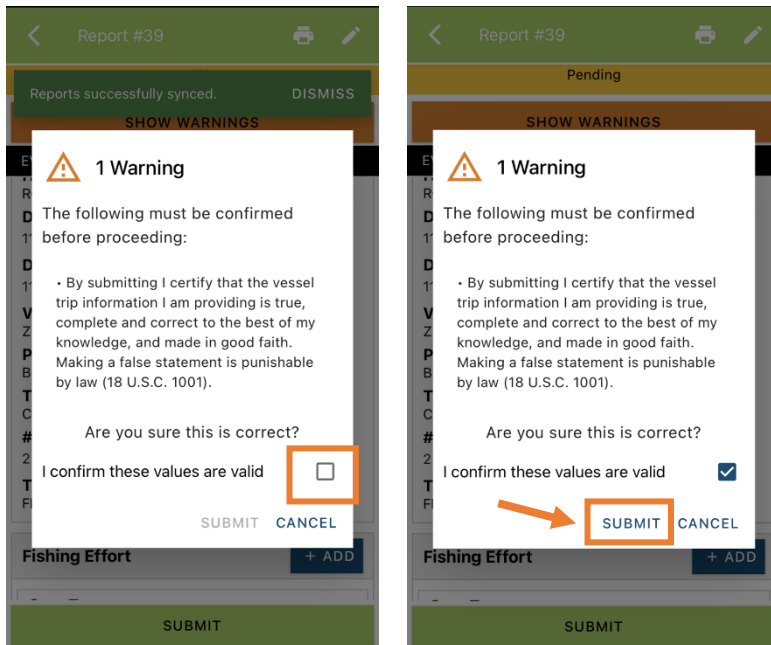 Report #39
Reports successfully synced. DISMISS
SHOW WARNINGS
1 Warning
The following must be confirmed
before proceeding:
• By submitting I certify that the vessel
trip information I am providing is true,
complete and correct to the best of my
knowledge, and made in good faith.
Making a false statement is punishable
by law (18 U.S.C. 1001).
Are you sure this is correct?
I confirm these values are valid
SUBMIT CANCEL
Fishing Effort + ADD
SUBMIT
Report #39
Pending
SHOW WARNINGS
1 Warning
The following must be confirmed
before proceeding:
• By submitting I certify that the vessel
trip information I am providing is true,
complete and correct to the best of my
knowledge, and made in good faith.
Making a false statement is punishable
by law (18 U.S.C. 1001).
Are you sure this is correct?
I confirm these values are valid
SUBMIT CANCEL
Fishing Effort + ADD
SUBMIT